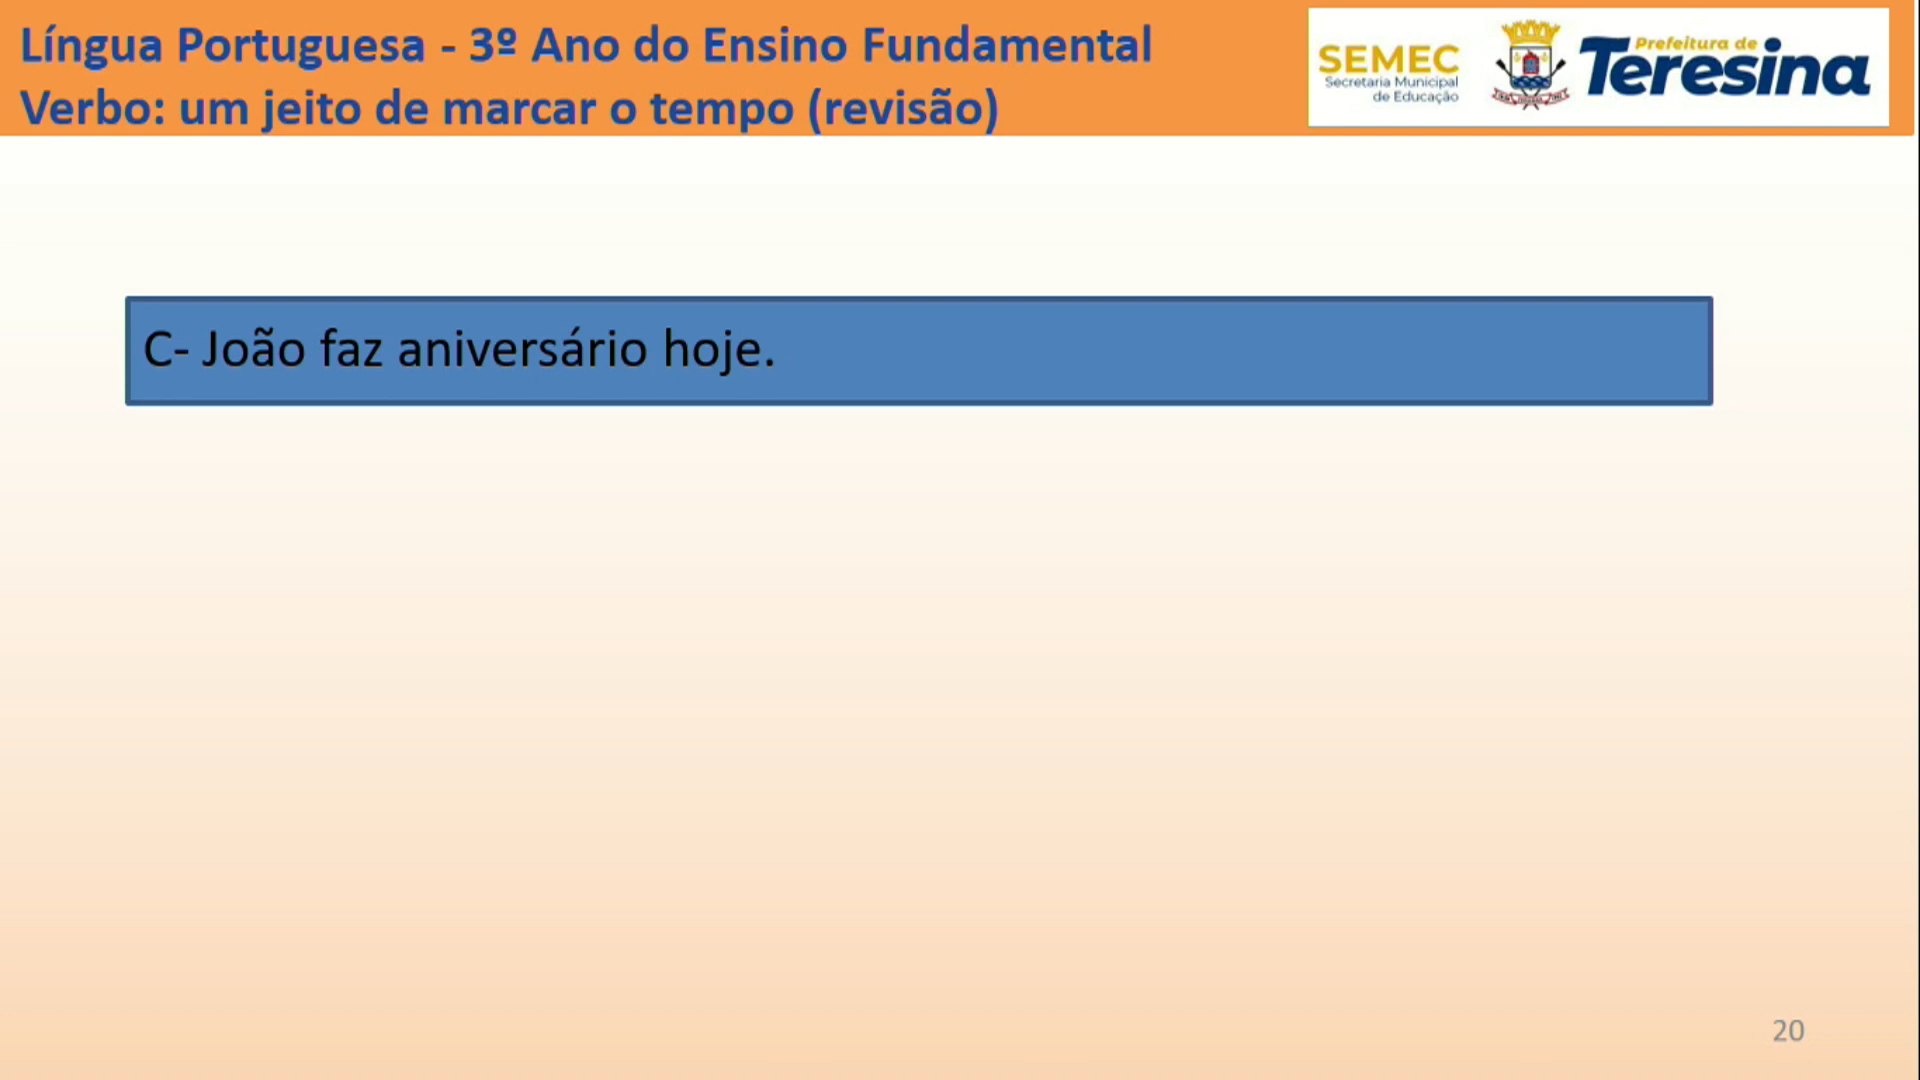 Língua Portuguesa - 3º Ano do Ensino Fundamental
Verbo: um jeito de marcar o tempo (revisão)
SEMEC
Secretaria Municipal
de Educação
Prefeitura de
Teresina
C- João faz aniversário hoje.
20